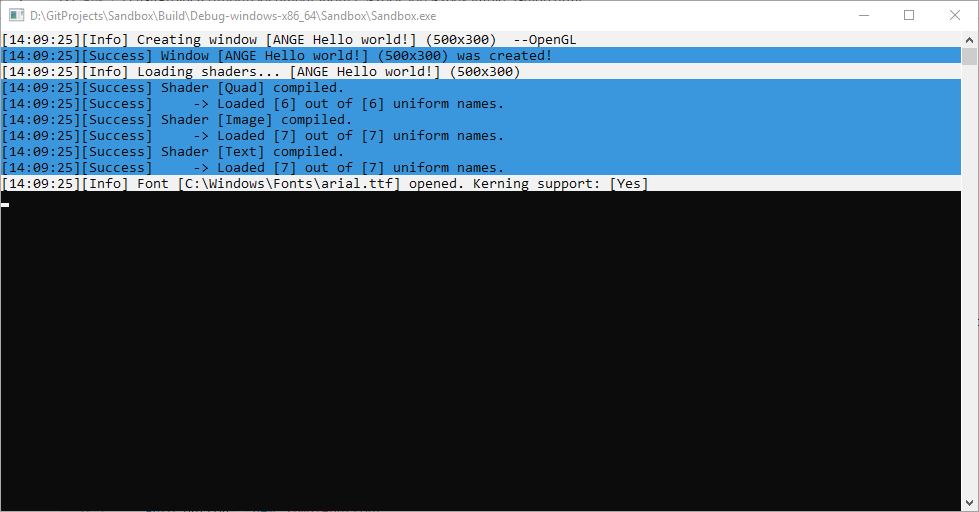 D:\GitProjects\Sandbox\Build\Debug-windows-x86_64\Sandbox\Sandbox.exe
[14:09:25][Info] Creating window [ANGE Hello world!] (500x300)  --OpenGL
[14:09:25][Success] Window [ANGE Hello world!] (500x300) was created!
[14:09:25][Info] Loading shaders... [ANGE Hello world!] (500x300)
[14:09:25][Success] Shader [Quad] compiled.
[14:09:25][Success]     -> Loaded [6] out of [6] uniform names.
[14:09:25][Success] Shader [Image] compiled.
[14:09:25][Success]     -> Loaded [7] out of [7] uniform names.
[14:09:25][Success] Shader [Text] compiled.
[14:09:25][Success]     -> Loaded [7] out of [7] uniform names.
[14:09:25][Info] Font [C:\Windows\Fonts\arial.ttf] opened. Kerning support: [Yes]